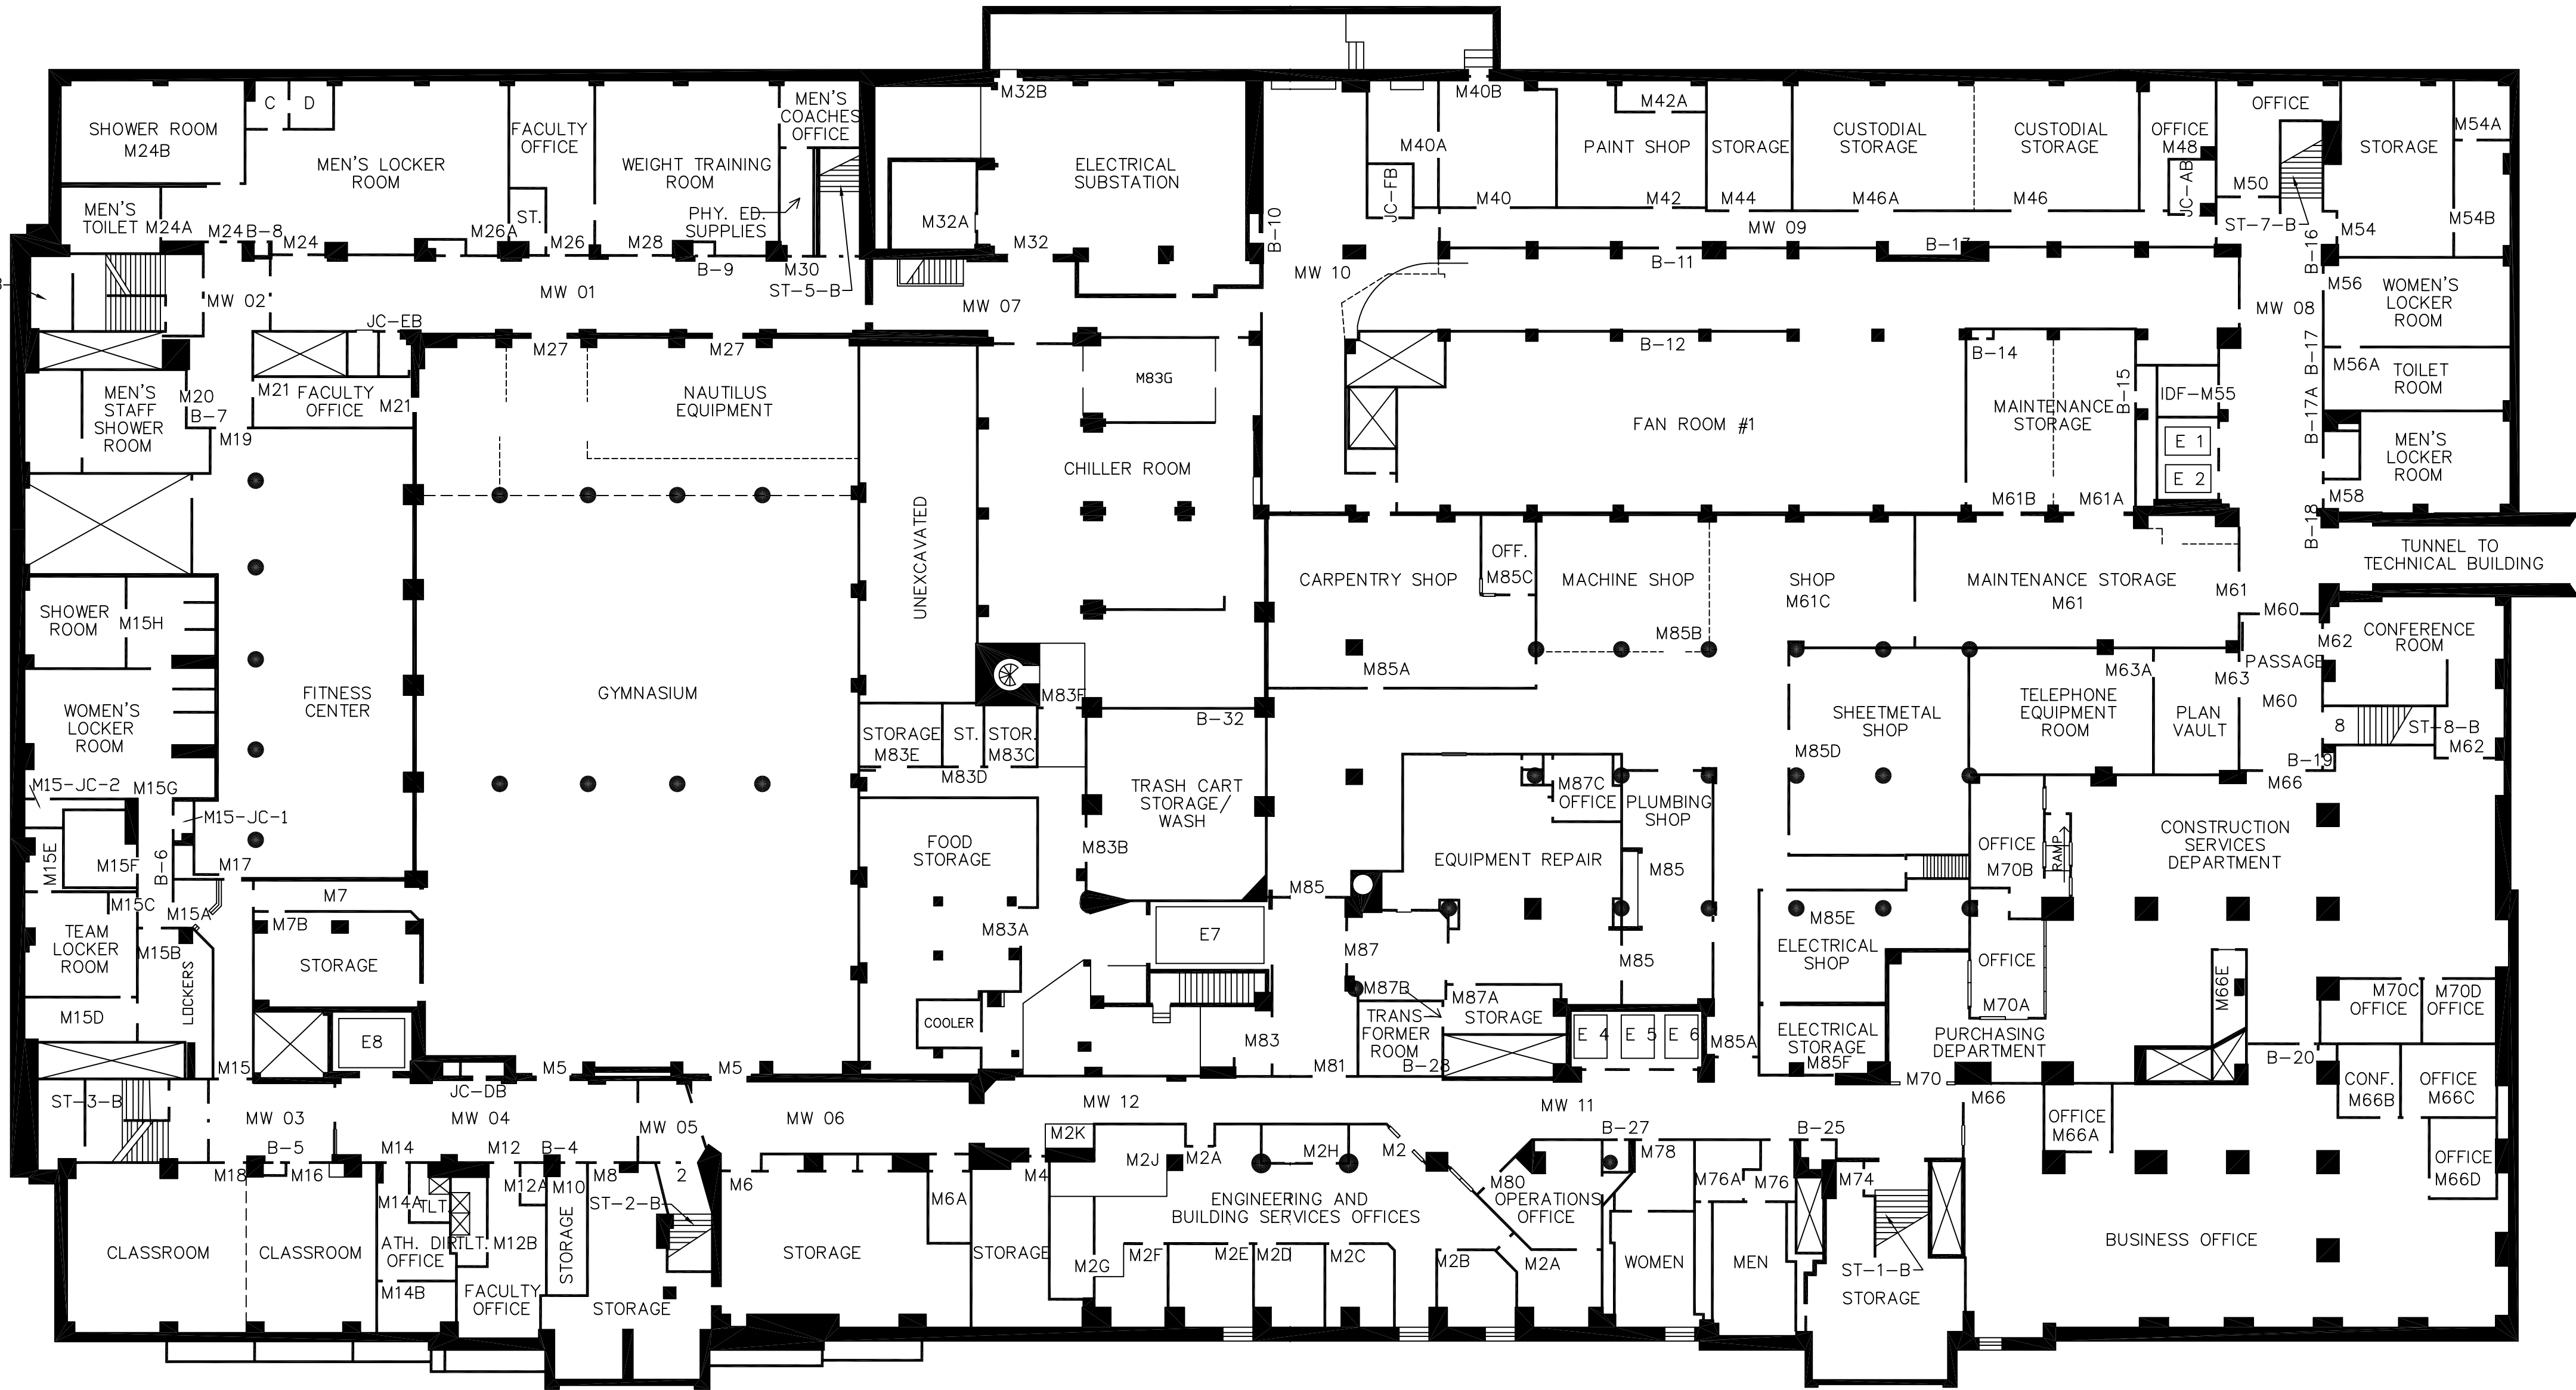 SHOWER ROOM
M24B
C
D
MEN'S LOCKER
ROOM
FACULTY
OFFICE
WEIGHT TRAINING
ROOM
MEN'S
COACHES
OFFICE
PHY. ED.
SUPPLIES
ST.
MEN'S
TOILET
M24A
M24
B-8
M24
M26A
M26
M28
B-9
M30
ST-5-B
M32B
ELECTRICAL
SUBSTATION
M32A
M32
B-10
M40B
M40A
JC-FB
M40
M42A
PAINT SHOP
M42
STORAGE
M44
CUSTODIAL
STORAGE
M46A
CUSTODIAL
STORAGE
M46
OFFICE
M48
JC-AB
OFFICE
M50
ST-7-B
STORAGE
M54A
M54B
M54
B-16
MW 02
MW 01
MW 07
MW 10
MW 09
B-11
B-13
MW 08
M56
WOMEN'S
LOCKER
ROOM
B-17
M56A
TOILET
ROOM
B-17A
MEN'S
LOCKER
ROOM
M58
B-18
JC-EB
M27
M27
M21
FACULTY
OFFICE
M21
M20
B-7
M19
MEN'S
STAFF
SHOWER
ROOM
NAUTILUS
EQUIPMENT
M83G
CHILLER ROOM
UNEXCAVATED
B-12
B-14
FAN ROOM #1
MAINTENANCE
STORAGE
B-15
IDF-M55
E 1
E 2
M61B
M61A
TUNNEL TO
TECHNICAL BUILDING
SHOWER
ROOM
M15H
WOMEN'S
LOCKER
ROOM
FITNESS
CENTER
GYMNASIUM
CARPENTRY SHOP
OFF.
M85C
MACHINE SHOP
SHOP
M61C
MAINTENANCE STORAGE
M61
M61
M60
CONFERENCE
ROOM
M62
PASSAGE
M85B
M85A
M63A
M63
M60
TELEPHONE
EQUIPMENT
ROOM
PLAN
VAULT
8
ST-8-B
M62
B-19
M66
SHEETMETAL
SHOP
M85D
M83F
B-32
STORAGE
M83E
ST.
STOR.
M83C
M83D
TRASH CART
STORAGE/
WASH
M83B
FOOD
STORAGE
M83A
COOLER
E7
M85
M87C
OFFICE
PLUMBING
SHOP
EQUIPMENT REPAIR
M85
M85
M87
M87B
M87A
STORAGE
TRANS-
FORMER
ROOM
B-28
E 4
E 5
E 6
M85A
M85E
ELECTRICAL
SHOP
ELECTRICAL
STORAGE
M85F
OFFICE
M70B
RAMP
CONSTRUCTION
SERVICES
DEPARTMENT
OFFICE
M70A
PURCHASING
DEPARTMENT
M66E
M70C
OFFICE
M70D
OFFICE
B-20
M15-JC-2
M15G
M15-JC-1
M15E
M15F
B-6
M17
M15C
M15A
M7
M7B
STORAGE
TEAM
LOCKER
ROOM
M15B
M15D
LOCKERS
M15
E8
M5
M5
JC-DB
ST-3-B
MW 03
MW 04
MW 05
MW 06
MW 12
MW 11
M83
M81
M70
M66
CONF.
M66B
OFFICE
M66C
OFFICE
M66A
OFFICE
M66D
B-5
M18
M16
M14
M12
B-4
M8
2
M6
M6A
M4
M2K
M2J
M2A
M2H
M2
B-27
M78
B-25
M76A
M76
M74
M80
OPERATIONS
OFFICE
CLASSROOM
CLASSROOM
M14A
TLT.
ATH. DIR.
OFFICE
TLT.
M12A
M12B
M10
STORAGE
ST-2-B
M14B
FACULTY
OFFICE
STORAGE
STORAGE
STORAGE
ENGINEERING AND
BUILDING SERVICES OFFICES
M2G
M2F
M2E
M2D
M2C
M2B
M2A
WOMEN
MEN
ST-1-B
STORAGE
BUSINESS OFFICE